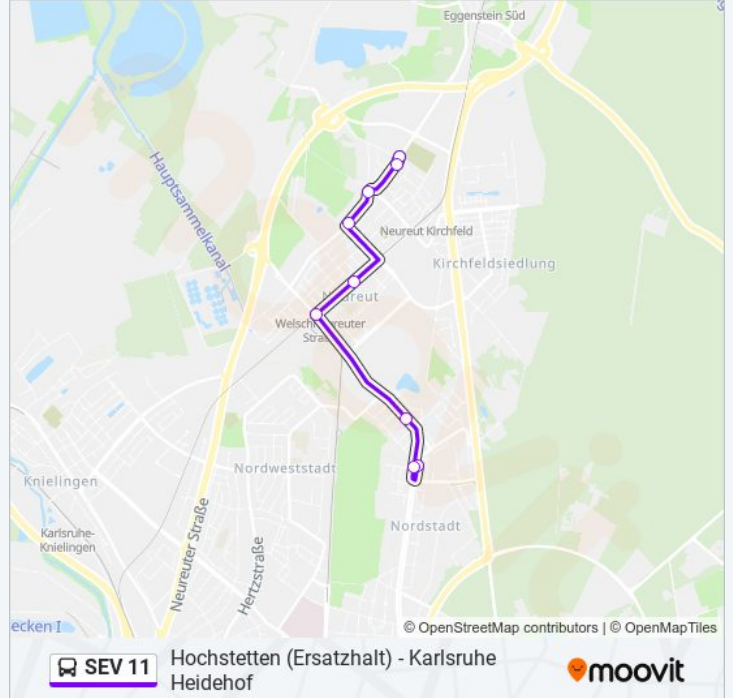 Eggenstein Süd
Hauptsammelkanal
Neureut Kirchfeld
Kirchfeldsiedlung
Neureut
Welschneureuter
Straße
Nordweststadt
Knielingen
Karlsruhe-
Knielingen
Neureuter Straße
Hertzstraße
Nordstadt
ecken I
© OpenStreetMap contributors | © OpenMapTiles
SEV 11
Hochstetten (Ersatzhalt) - Karlsruhe
Heidehof
moovit